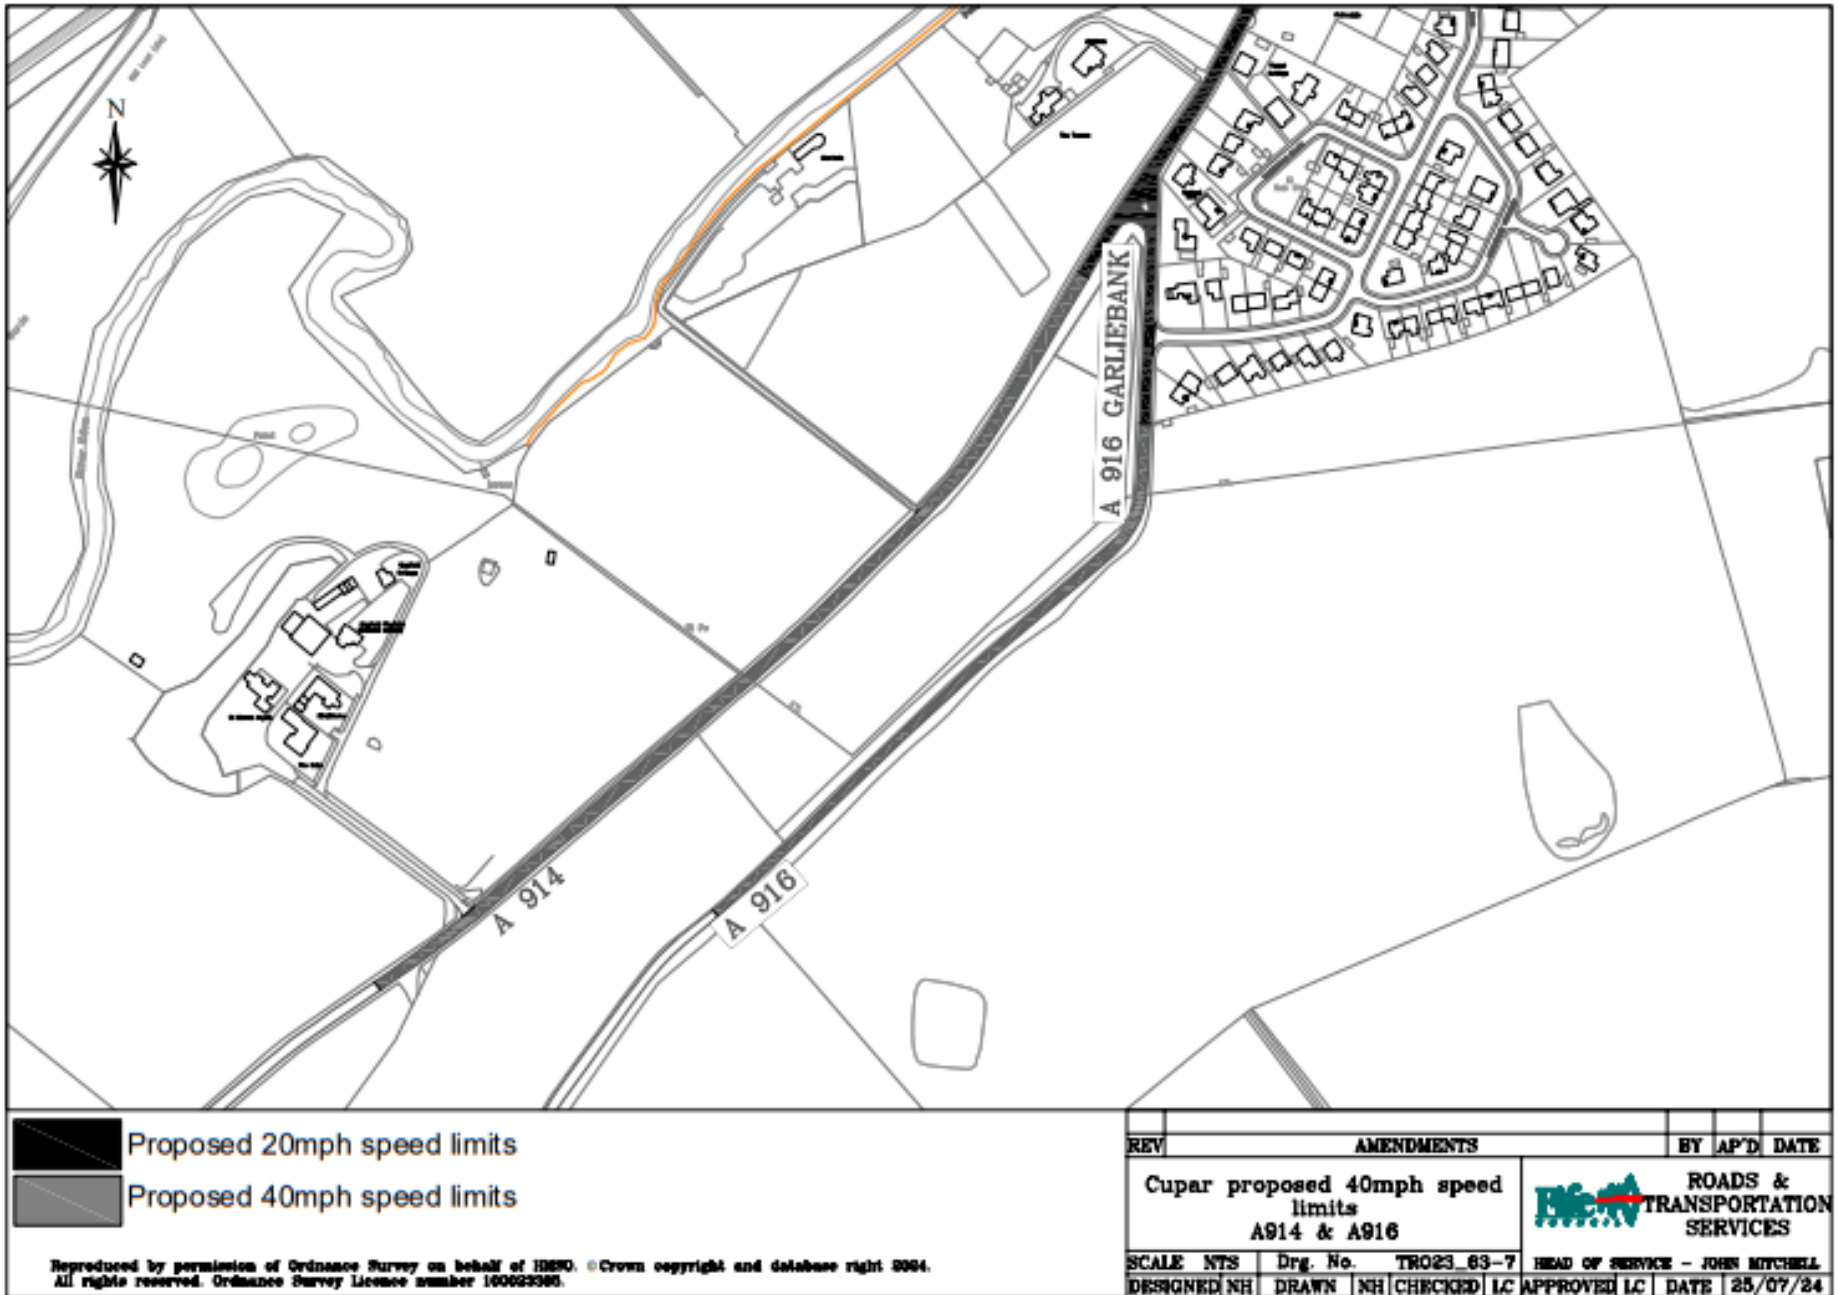 N
A 916 GARLIEBANK
A 914
A 916
Proposed 20mph speed limits
Proposed 40mph speed limits
Reproduced by permission of Ordnance Survey on behalf of HMSO. © Crown copyright and database right 2024.
All rights reserved. Ordnance Survey Licence number 100023385.
REV AMENDMENTS BY AP'D DATE
Cupar proposed 40mph speed
limits
A914 & A916
Fife
COUNCIL
ROADS &
TRANSPORTATION
SERVICES
SCALE NTS Drg. No. TRO23_63-7 HEAD OF SERVICE - JOHN MITCHELL
DESIGNED NH DRAWN NH CHECKED LC APPROVED LC DATE 25/07/24